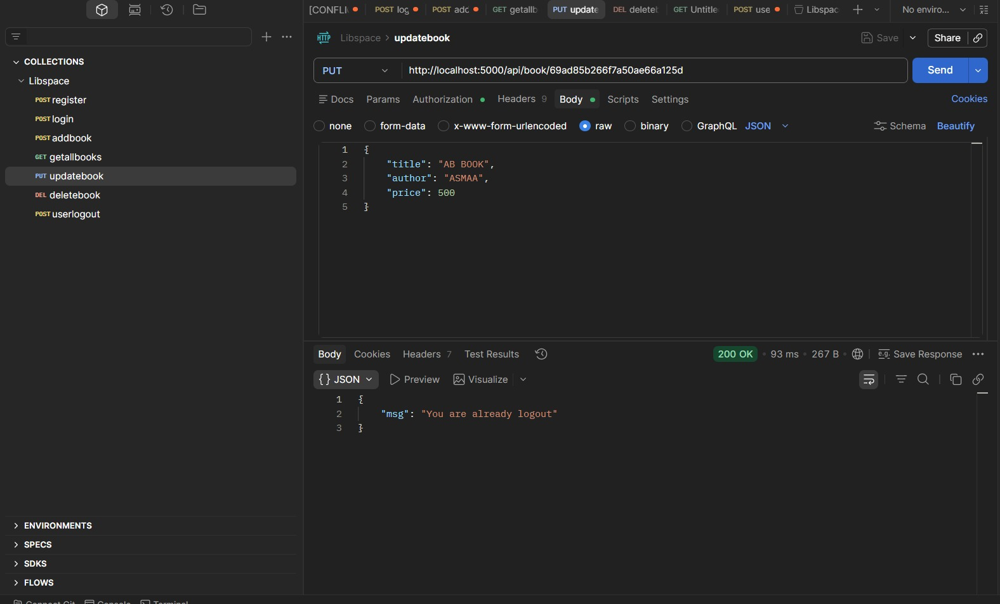 [CONFLI
POST log
POST add
GET getallb
PUT update
DEL delete
GET Untitle
POST use
Libspac
No enviro...
COLLECTIONS
Libspace
POST register
POST login
POST addbook
GET getallbooks
PUT updatebook
DEL deletebook
POST userlogout
ENVIRONMENTS
SPECS
SDKS
FLOWS
HTTP Libspace > updatebook
Save
Share
PUT http://localhost:5000/api/book/69ad85b266f7a50ae66a125d Send
Docs Params Authorization Headers 9 Body Scripts Settings Cookies
none form-data x-www-form-urlencoded raw binary GraphQL JSON Schema Beautify
1 {
2 "title": "AB BOOK",
3 "author": "ASMAA",
4 "price": 500
5 }
Body Cookies Headers 7 Test Results 200 OK • 93 ms • 267 B e.g. Save Response
{} JSON Preview Visualize
1 {
2 "msg": "You are already logout"
3 }
Connect Git Console Terminal